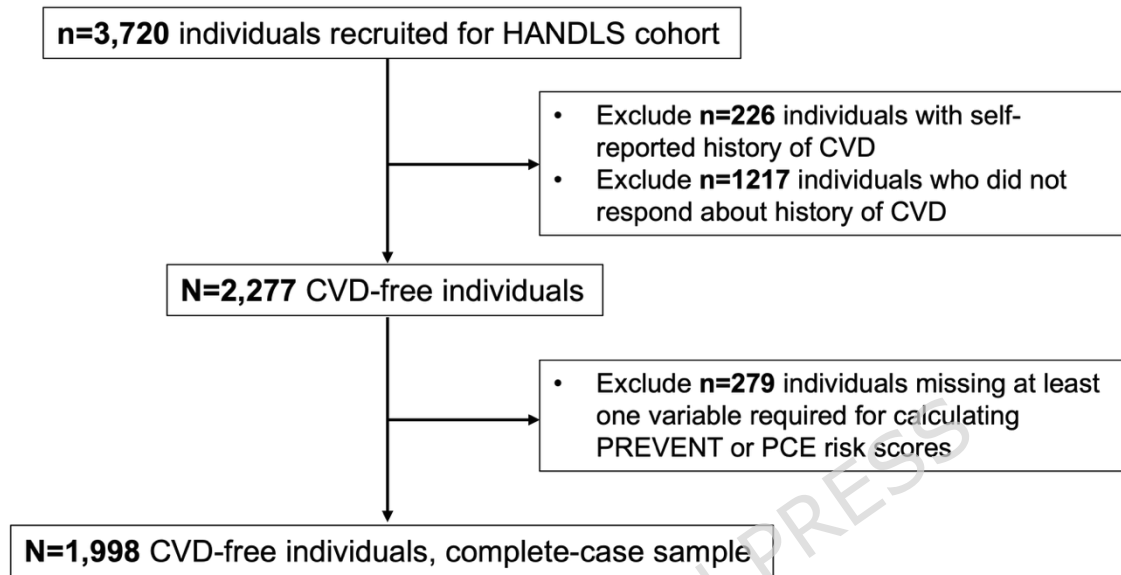 n=3,720 individuals recruited for HANDLS cohort
• Exclude n=226 individuals with self-
reported history of CVD
• Exclude n=1217 individuals who did not
respond about history of CVD
N=2,277 CVD-free individuals
• Exclude n=279 individuals missing at least
one variable required for calculating
PREVENT or PCE risk scores
N=1,998 CVD-free individuals, complete-case sample
PRESS